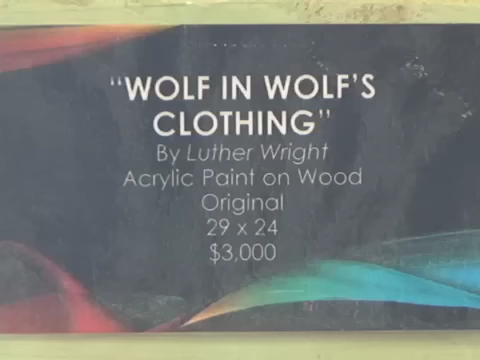 “WOLF IN WOLF’S
CLOTHING”
By Luther Wright
Acrylic Paint on Wood
Original
29 x 24
$3,000